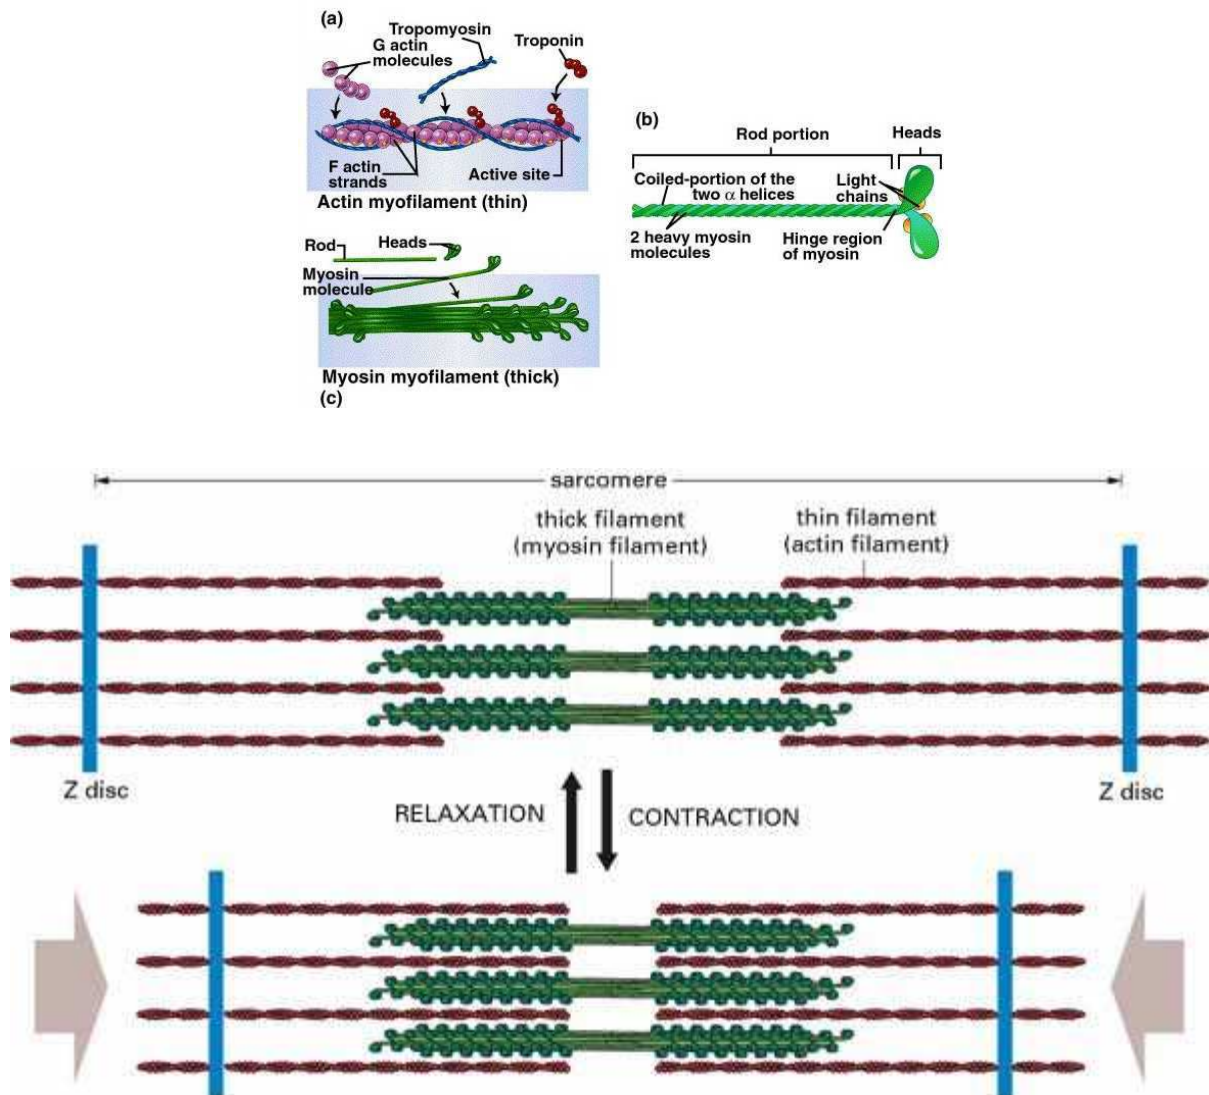 (a)
Tropomyosin
G actin
molecules
Troponin
F actin
strands
Active site
Actin myofilament (thin)
(b)
Rod portion
Heads
Coiled-portion of the
two α helices
Light
chains
2 heavy myosin
molecules
Hinge region
of myosin
Rod
Heads
Myosin
molecule
Myosin myofilament (thick)
(c)
sarcomere
thick filament
(myosin filament)
thin filament
(actin filament)
Z disc
Z disc
RELAXATION
CONTRACTION